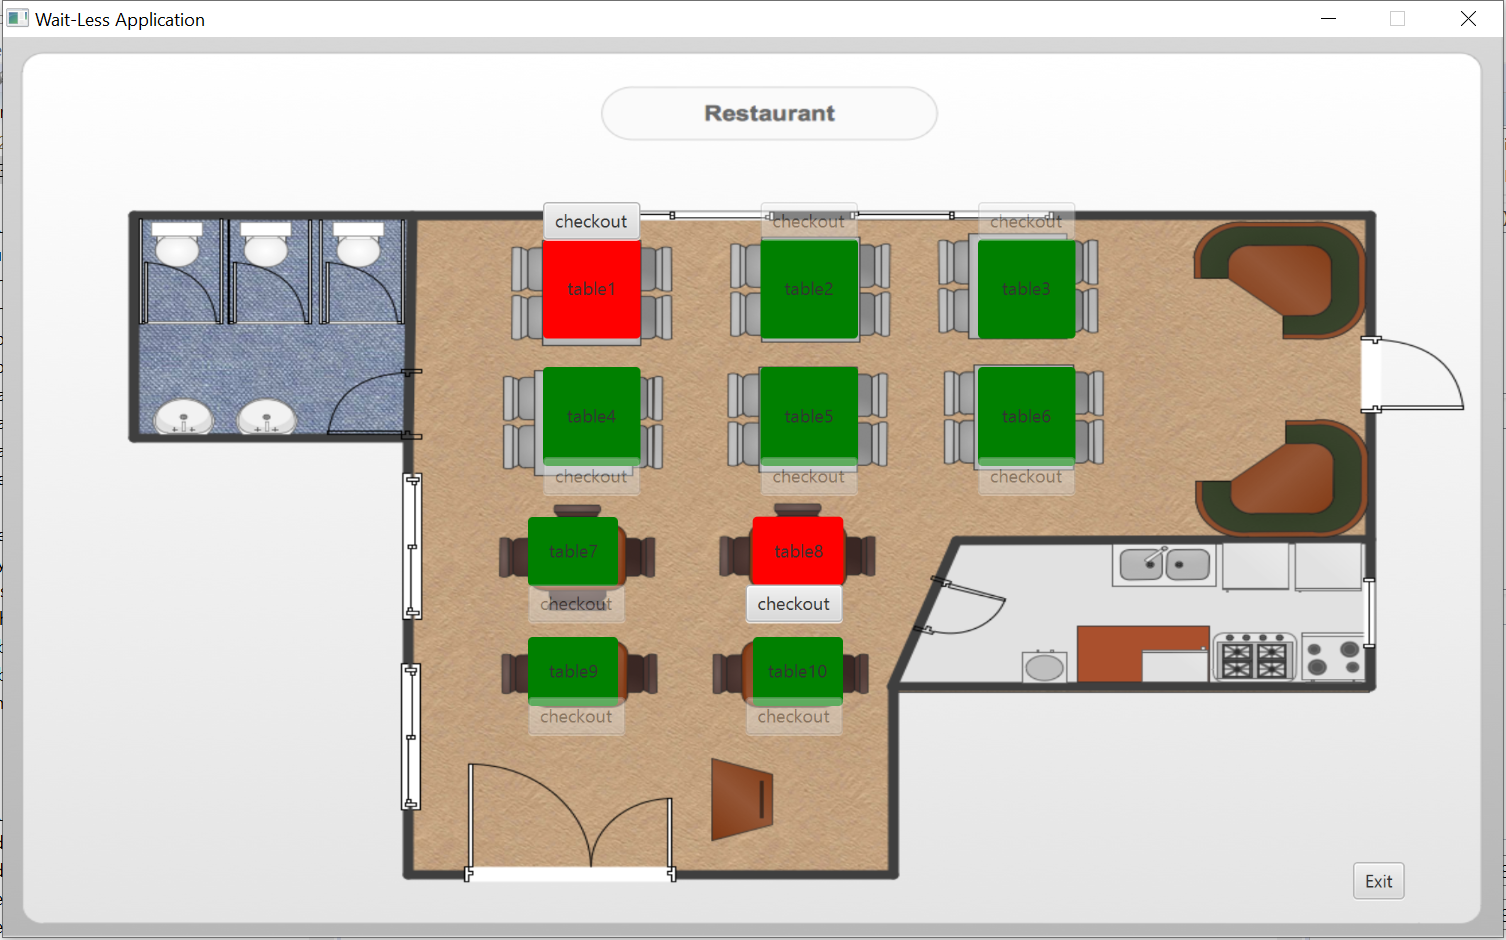 Wait-Less Application
Restaurant
checkout
checkout
checkout
table1
table2
table3
table4
table5
table6
checkout
checkout
checkout
table7
table8
checkout
checkout
table9
table10
checkout
checkout
Exit